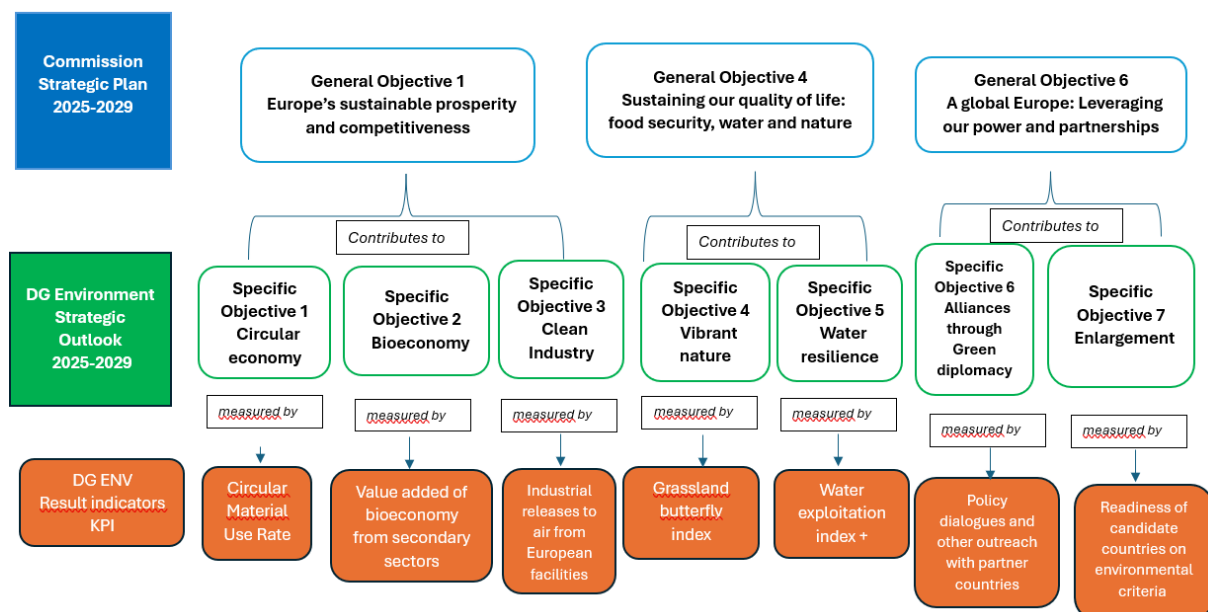 Commission
Strategic Plan
2025-2029
General Objective 1
Europe's sustainable prosperity
and competitiveness
General Objective 4
Sustaining our quality of life:
food security, water and nature
General Objective 6
A global Europe: Leveraging
our power and partnerships
Contributes to
Contributes to
Contributes to
DG Environment
Strategic
Outlook
2025-2029
Specific
Objective 1
Circular
economy
Specific
Objective 2
Bioeconomy
Specific
Objective 3
Clean
Industry
Specific
Objective 4
Vibrant
nature
Specific
Objective 5
Water
resilience
Specific
Objective 6
Alliances
through
Green
diplomacy
Specific
Objective 7
Enlargement
measured by
measured by
measured by
measured by
measured by
measured by
measured by
DG ENV
Result indicators
KPI
Circular
Material
Use Rate
Value added of
bioeconomy
from secondary
sectors
Industrial
releases to
air from
European
facilities
Grassland
butterfly
index
Water
exploitation
index +
Policy
dialogues and
other outreach
with partner
countries
Readiness of
candidate
countries on
environmental
criteria